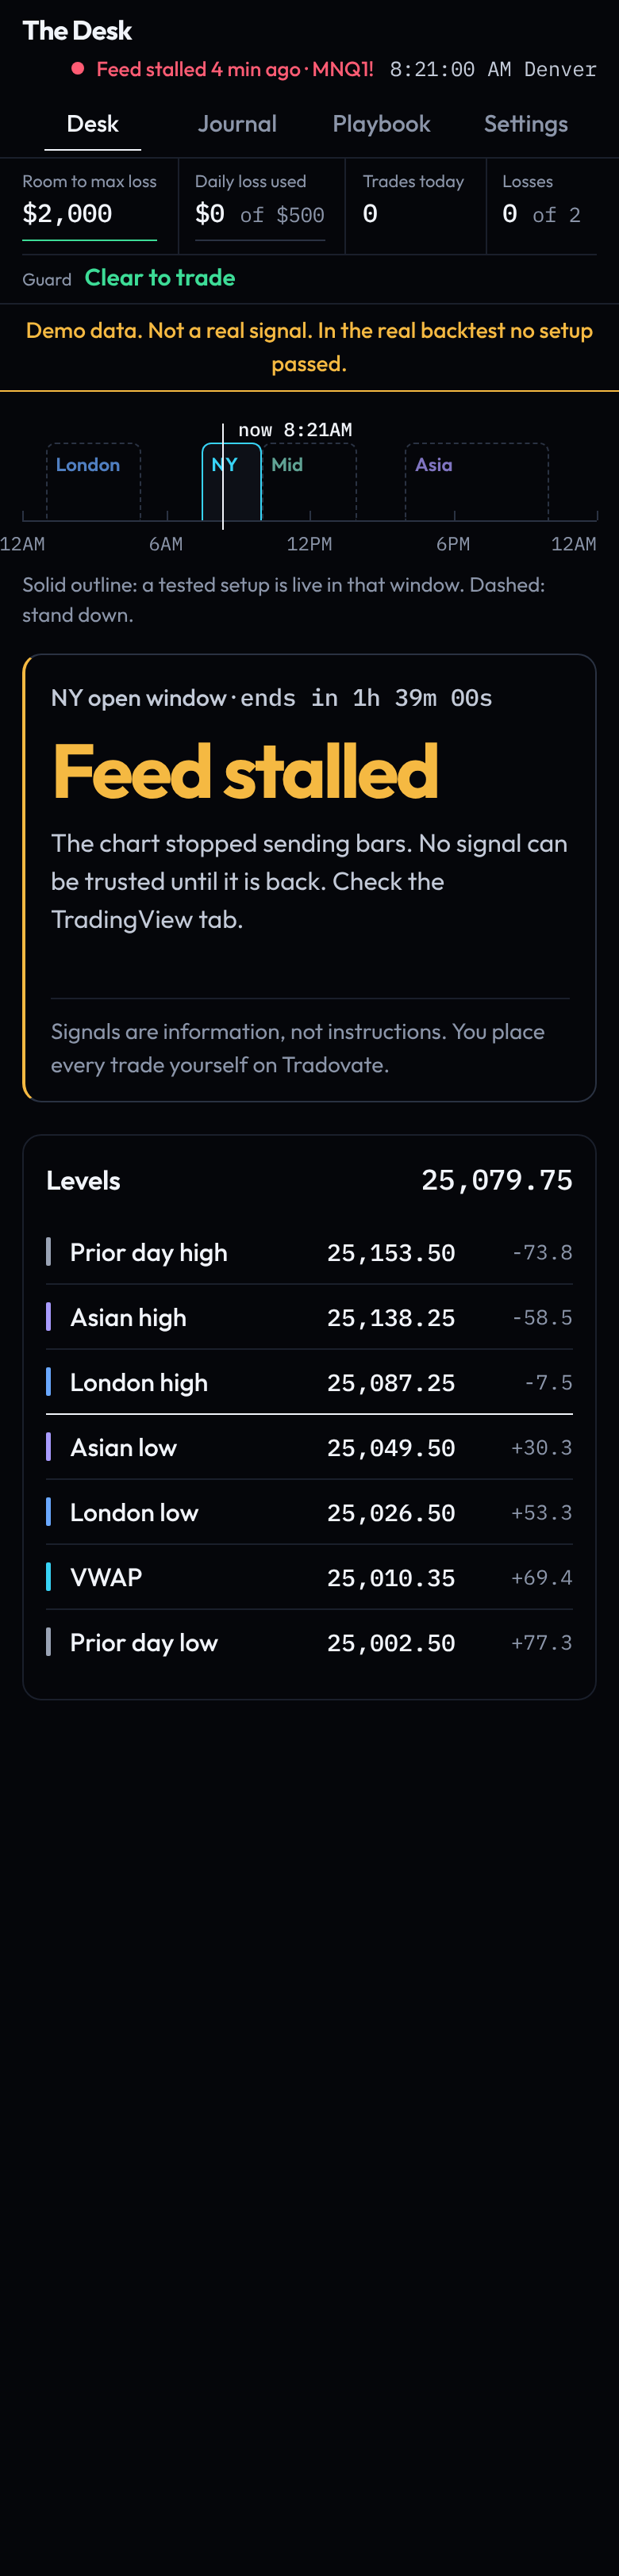 The Desk
Feed stalled 4 min ago · MNQ1! 8:21:00 AM Denver
Desk Journal Playbook Settings
Room to max loss Daily loss used Trades today Losses
$2,000 $0 of $500 0 0 of 2
Guard Clear to trade
Demo data. Not a real signal. In the real backtest no setup
passed.
now 8:21AM
London NY Mid Asia
12AM 6AM 12PM 6PM 12AM
Solid outline: a tested setup is live in that window. Dashed:
stand down.
NY open window · ends in 1h 39m 00s
Feed stalled
The chart stopped sending bars. No signal can
be trusted until it is back. Check the
TradingView tab.
Signals are information, not instructions. You place
every trade yourself on Tradovate.
Levels 25,079.75
Prior day high 25,153.50 -73.8
Asian high 25,138.25 -58.5
London high 25,087.25 -7.5
Asian low 25,049.50 +30.3
London low 25,026.50 +53.3
VWAP 25,010.35 +69.4
Prior day low 25,002.50 +77.3